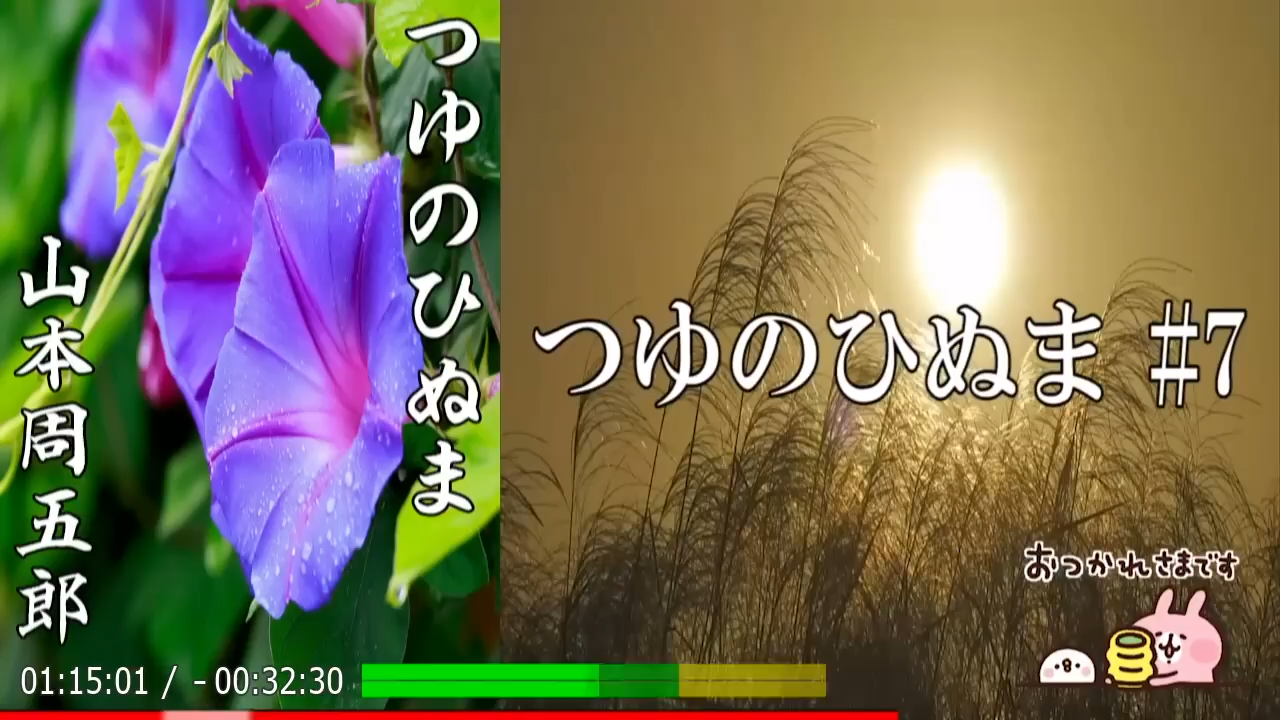 つゆのひぬま
山本周五郎
つゆのひぬま #7
おつかれさまです
01:15:01 / -00:32:30